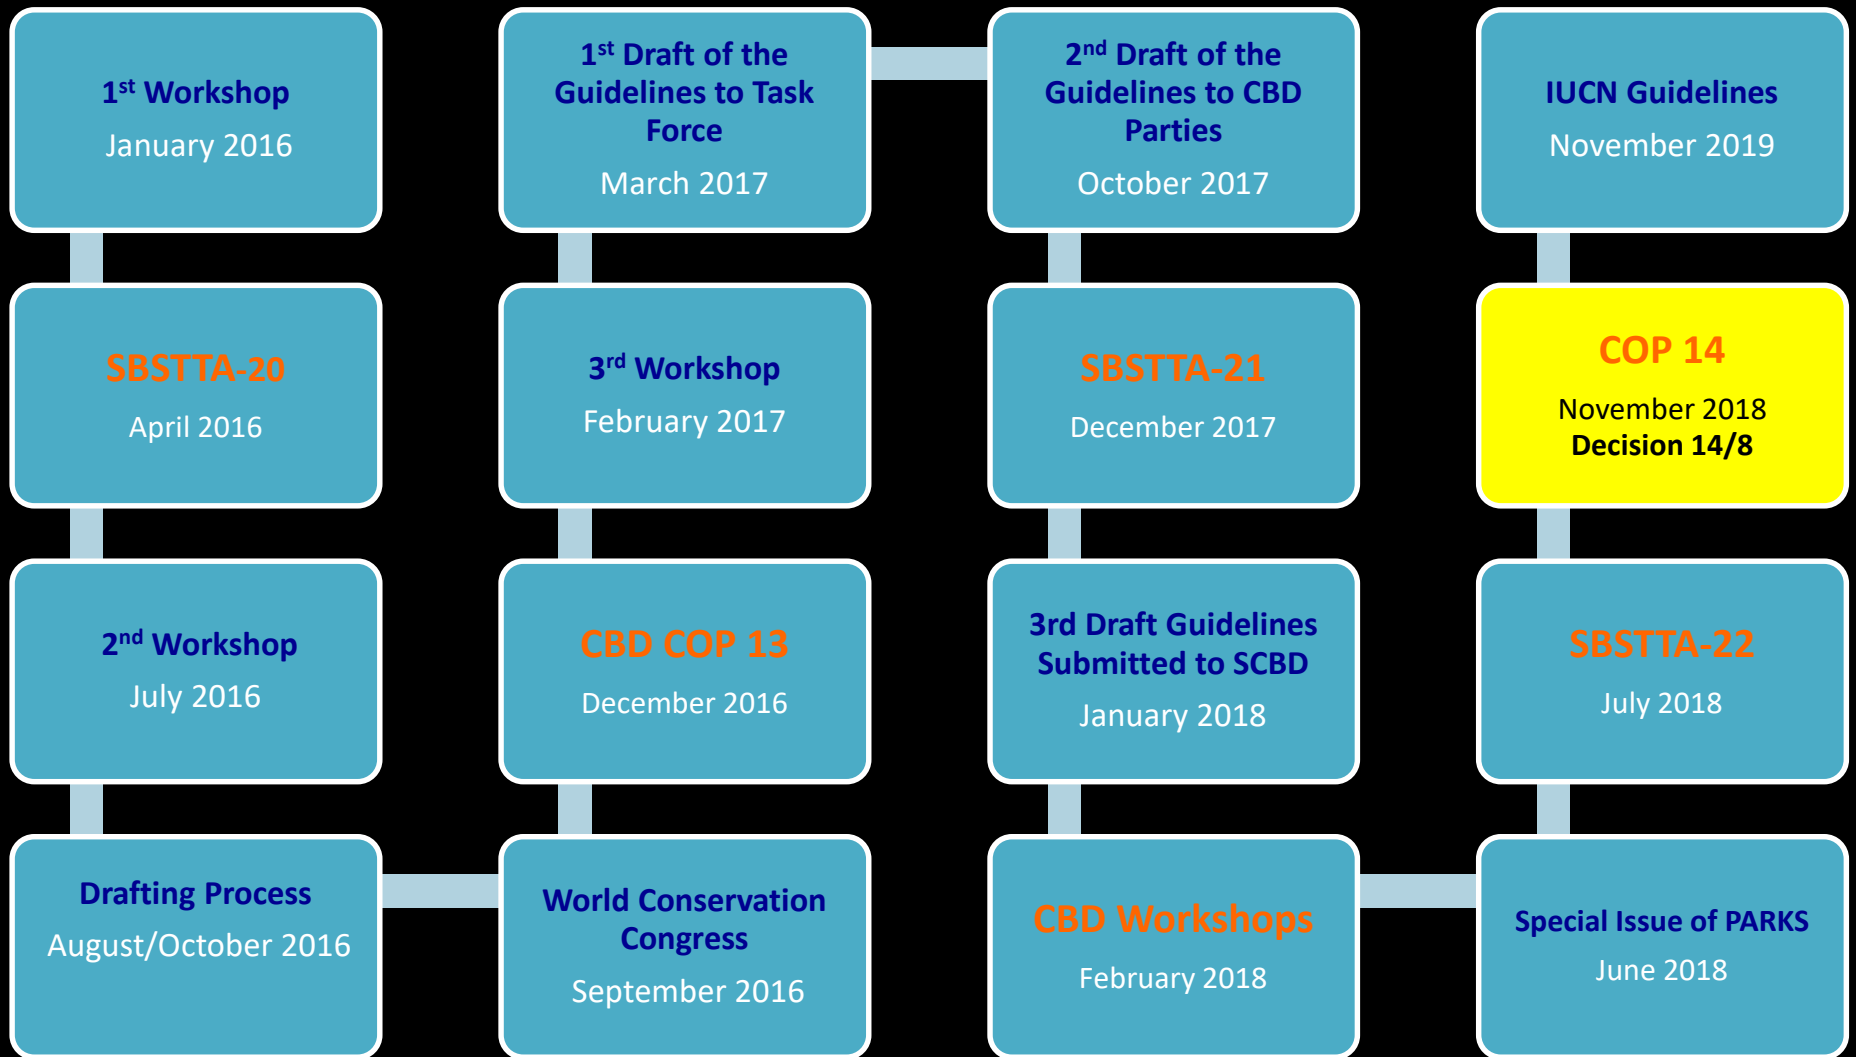 1st Workshop
January 2016
SBSTTA-20
April 2016
2nd Workshop
July 2016
Drafting Process
August/October 2016
World Conservation
Congress
September 2016
CBD COP 13
December 2016
3rd Workshop
February 2017
1st Draft of the
Guidelines to Task
Force
March 2017
2nd Draft of the
Guidelines to CBD
Parties
October 2017
SBSTTA-21
December 2017
3rd Draft Guidelines
Submitted to SCBD
January 2018
CBD Workshops
February 2018
Special Issue of PARKS
June 2018
SBSTTA-22
July 2018
COP 14
November 2018
Decision 14/8
IUCN Guidelines
November 2019